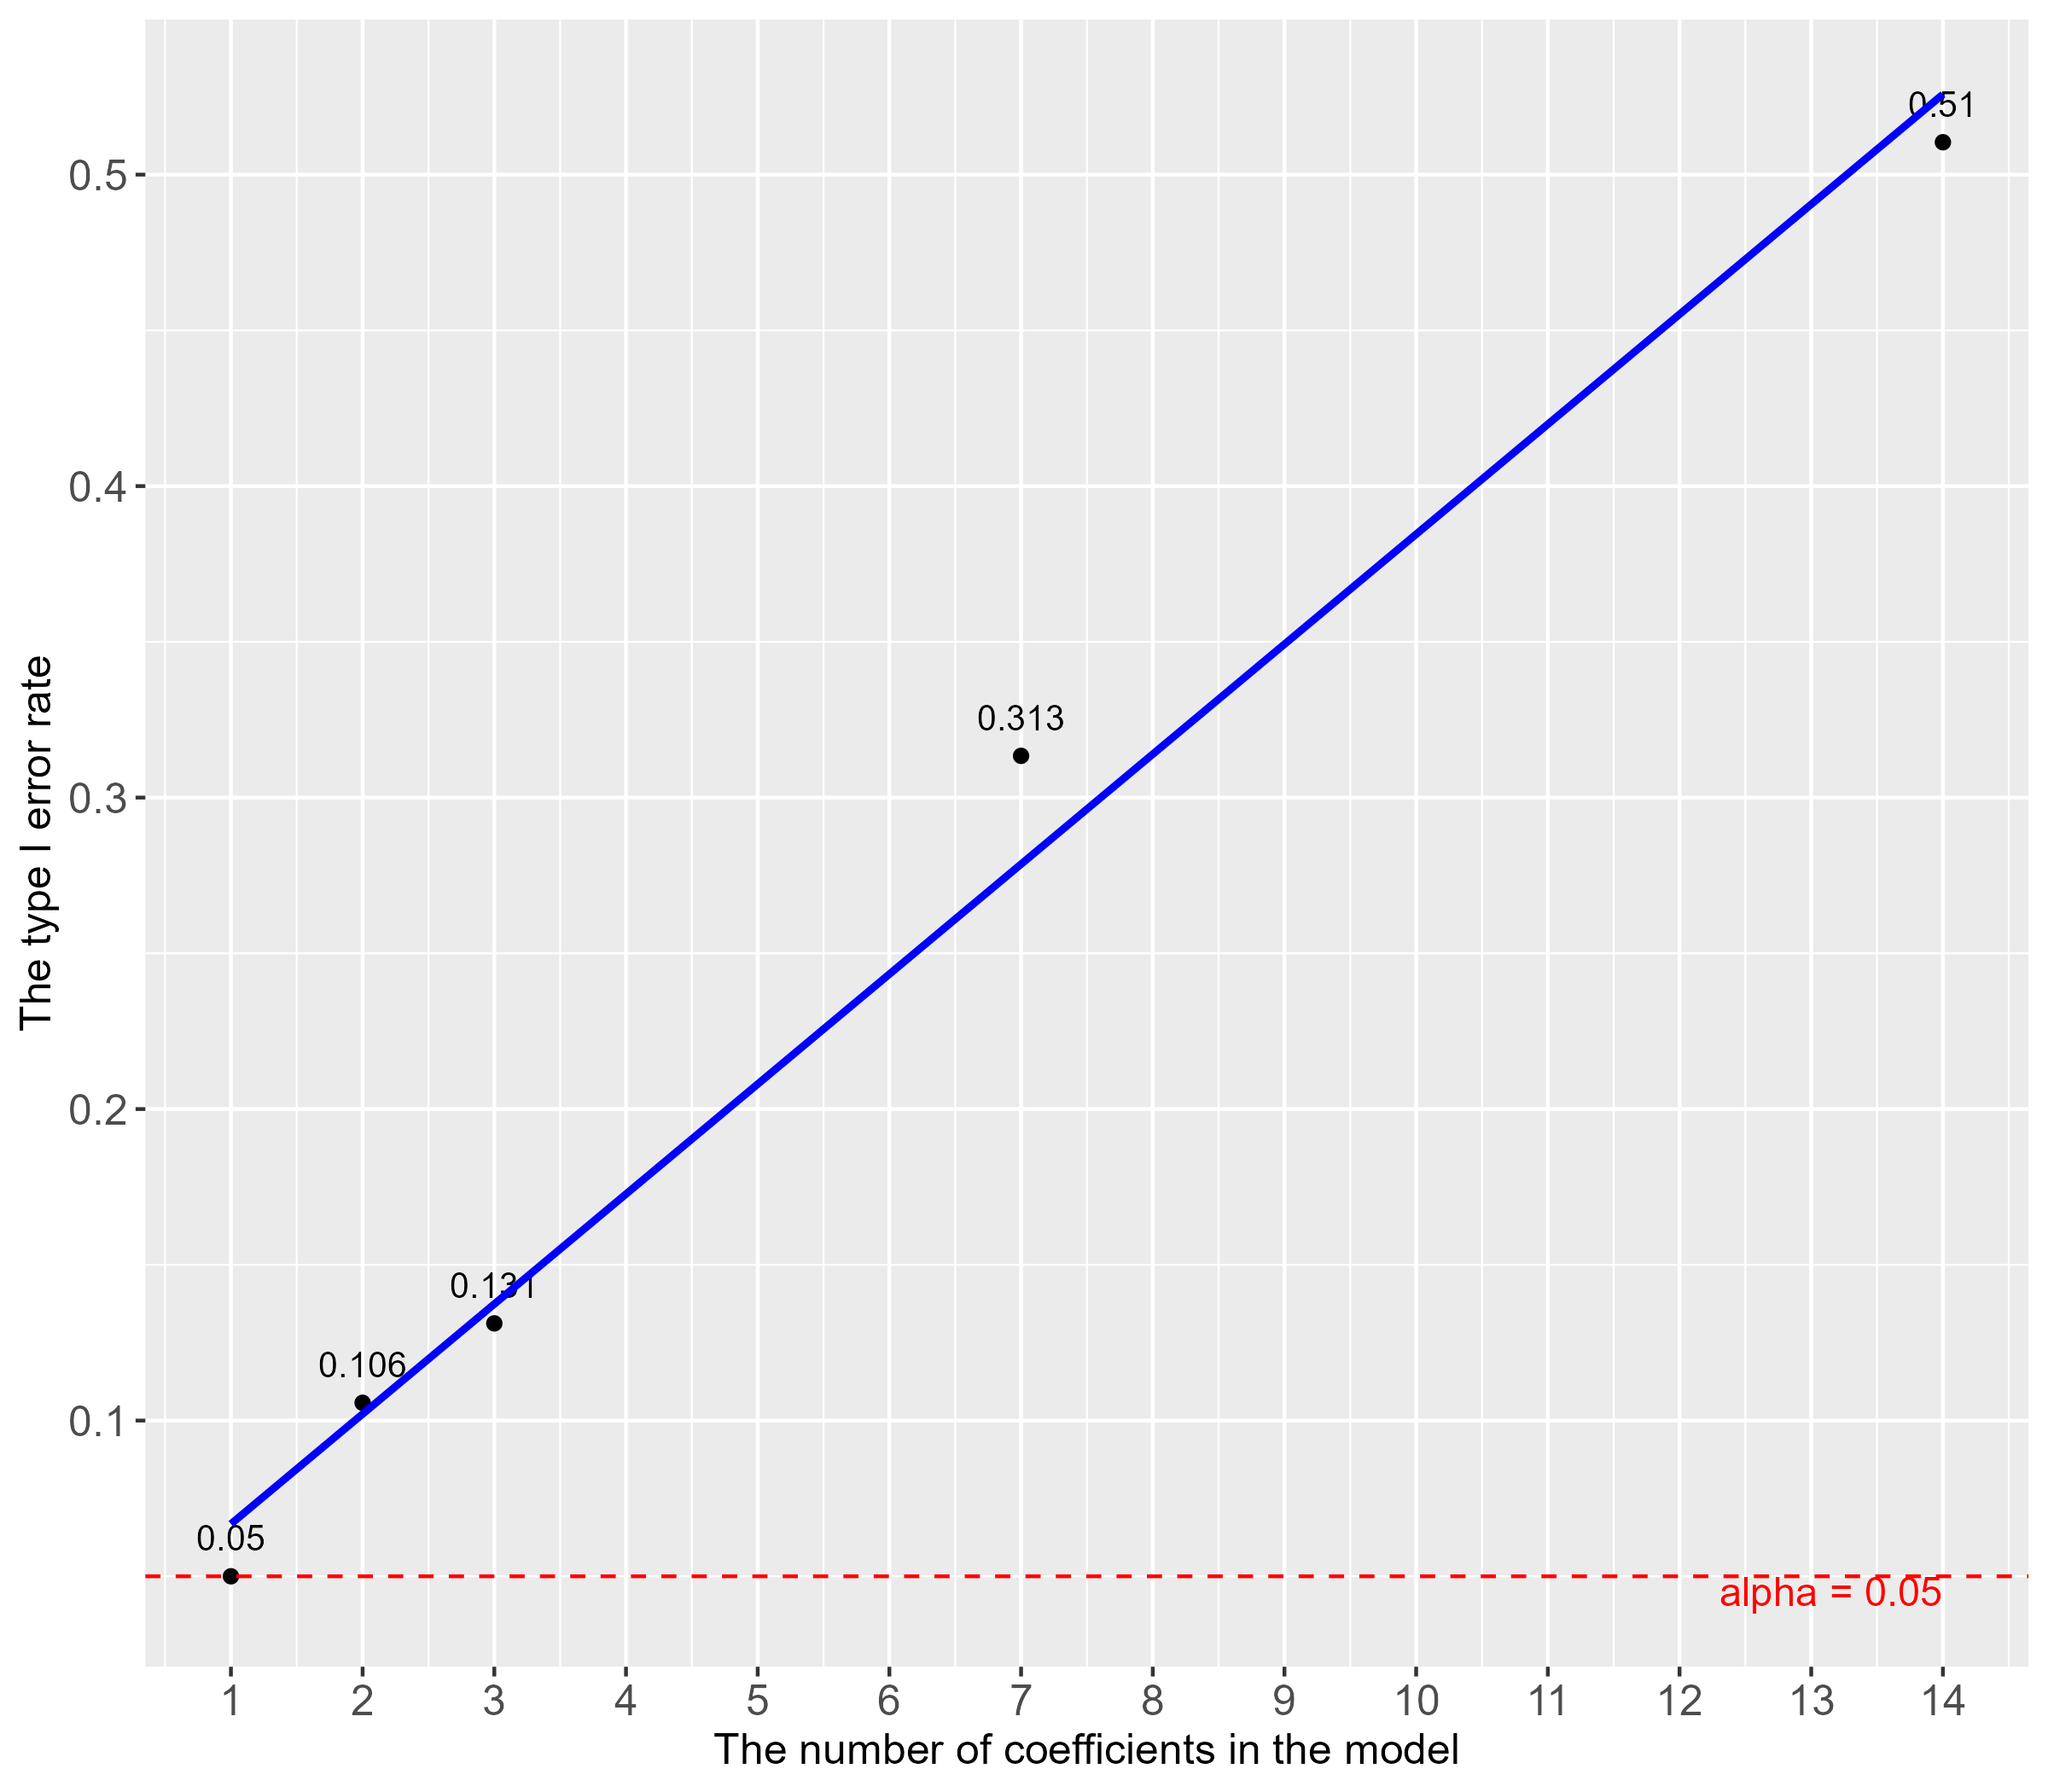 0.51
0.5
0.4
0.313
0.3
0.2
0.131
0.106
0.1
0.05
alpha = 0.05
1 2 3 4 5 6 7 8 9 10 11 12 13 14
The number of coefficients in the model
The type I error rate